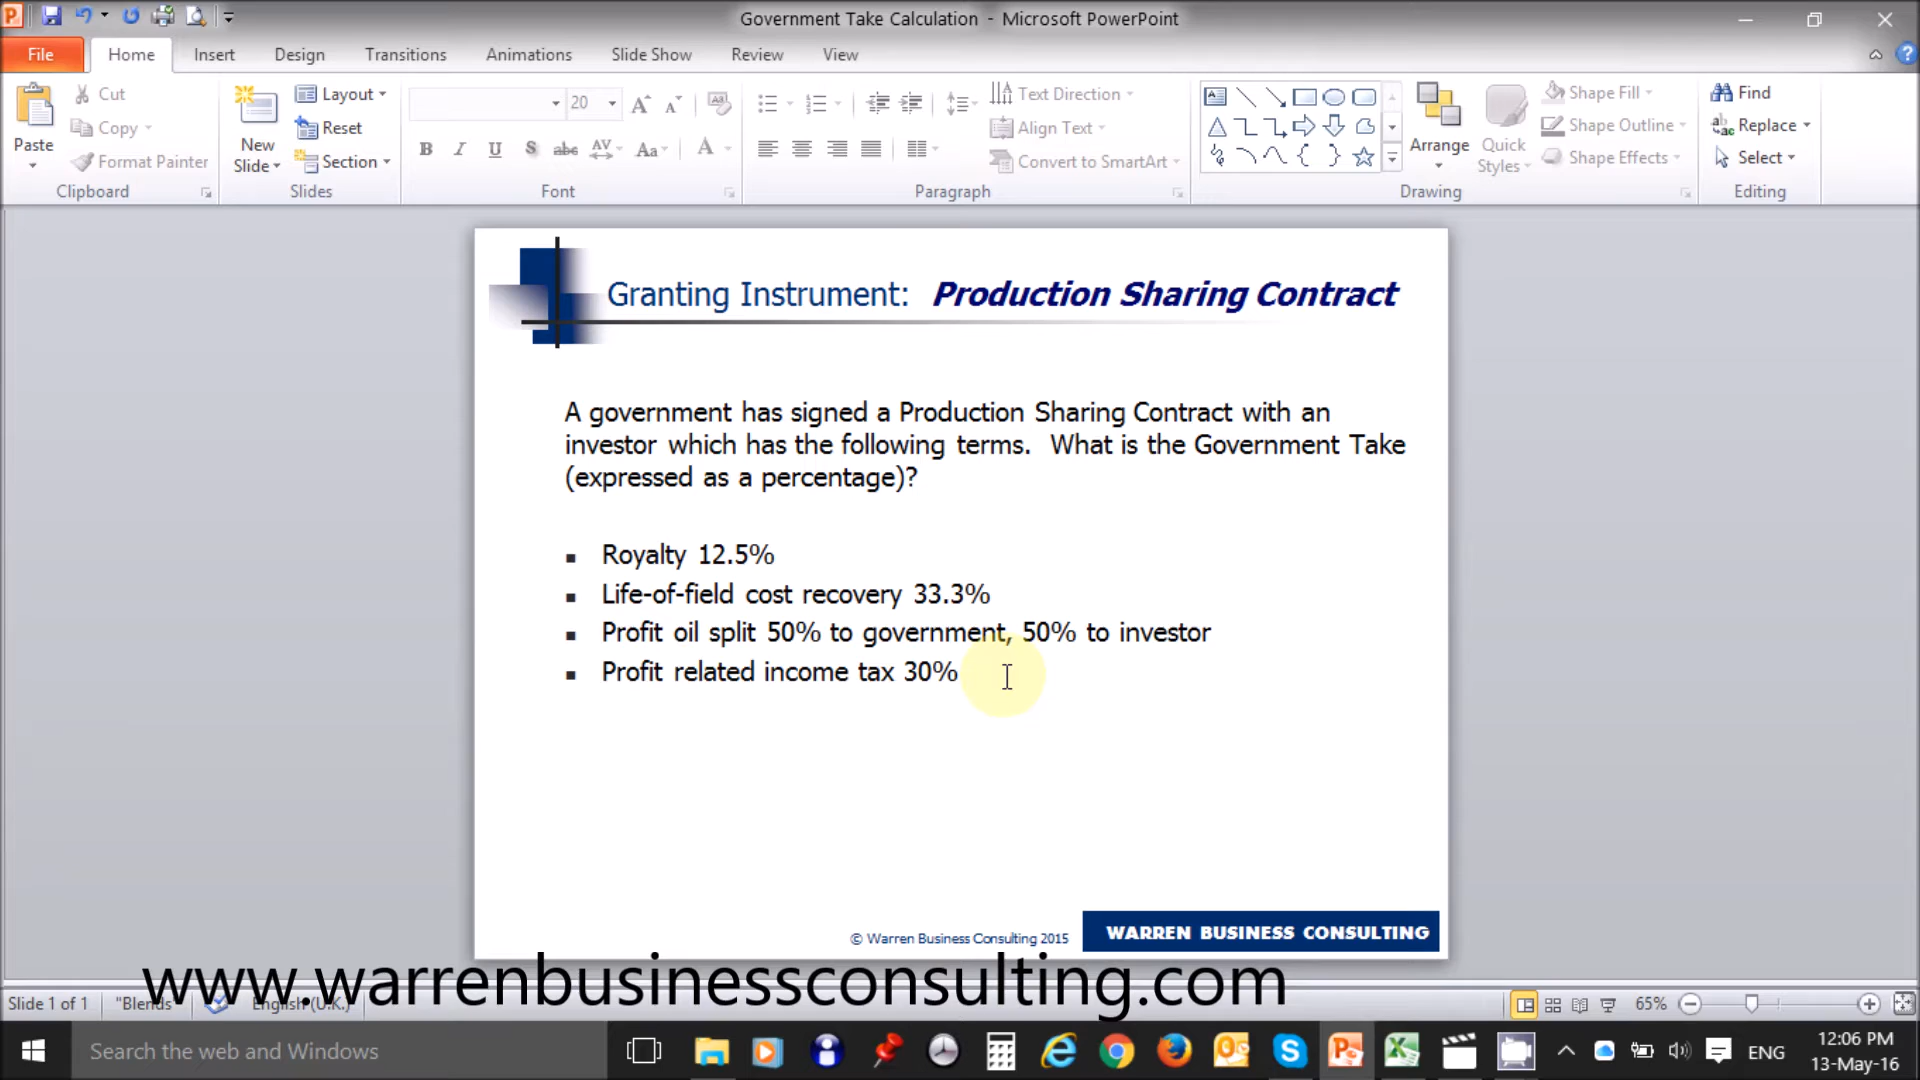 Government Take Calculation - Microsoft PowerPoint
File Home Insert Design Transitions Animations Slide Show Review View
Paste
Cut
Copy
Format Painter
Clipboard
New Slide
Layout
Reset
Section
Slides
20
B I U S abc AV Aa A
Font
Text Direction
Align Text
Convert to SmartArt
Paragraph
Arrange
Quick Styles
Shape Fill
Shape Outline
Shape Effects
Drawing
Find
Replace
Select
Editing
Granting Instrument: Production Sharing Contract
A government has signed a Production Sharing Contract with an
investor which has the following terms. What is the Government Take
(expressed as a percentage)?
▪ Royalty 12.5%
▪ Life-of-field cost recovery 33.3%
▪ Profit oil split 50% to government, 50% to investor
▪ Profit related income tax 30%
© Warren Business Consulting 2015
WARREN BUSINESS CONSULTING
www.warrenbusinessconsulting.com
Slide 1 of 1 "Blends" English (U.K.) 65%
Search the web and Windows
ENG
12:06 PM
13-May-16